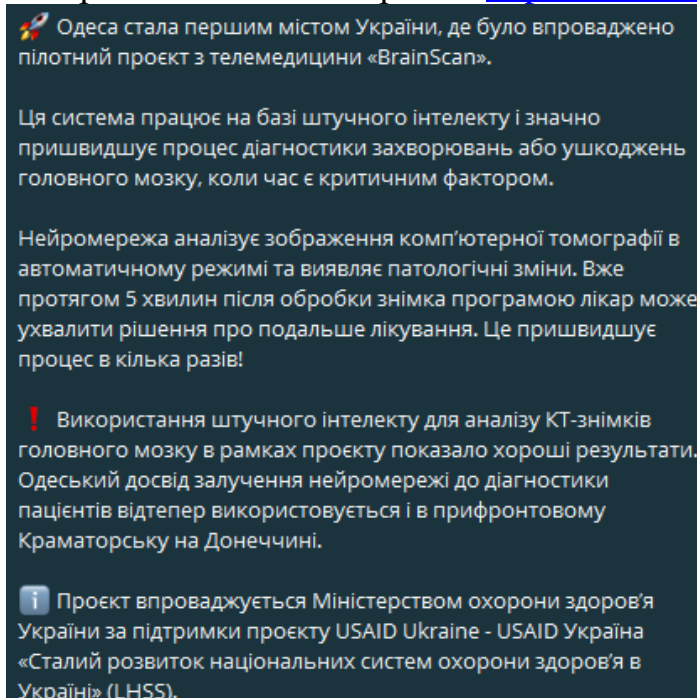 🚀 Одеса стала першим містом України, де було впроваджено
пілотний проєкт з телемедицини «BrainScan».
Ця система працює на базі штучного інтелекту і значно
пришвидшує процес діагностики захворювань або ушкоджень
головного мозку, коли час є критичним фактором.
Нейромережа аналізує зображення комп’ютерної томографії в
автоматичному режимі та виявляє патологічні зміни. Вже
протягом 5 хвилин після обробки знімка програмою лікар може
ухвалити рішення про подальше лікування. Це пришвидшує
процес в кілька разів!
❗ Використання штучного інтелекту для аналізу КТ-знімків
головного мозку в рамках проєкту показало хороші результати.
Одеський досвід залучення нейромережі до діагностики
пацієнтів відтепер використовується і в прифронтовому
Краматорську на Донеччині.
ℹ️ Проєкт впроваджується Міністерством охорони здоров’я
України за підтримки проєкту USAID Ukraine - USAID Україна
«Сталий розвиток національних систем охорони здоров’я в
Україні» (LHSS).